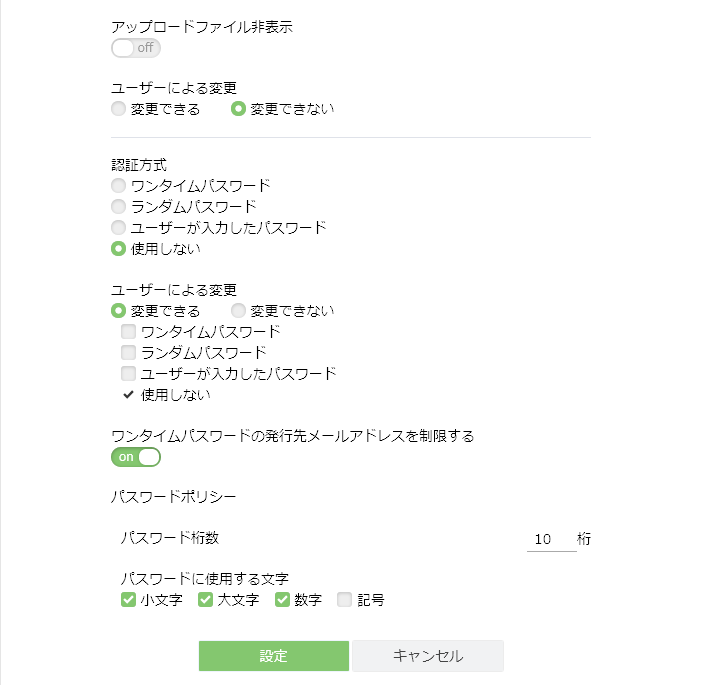 アップロードファイル非表示
off
ユーザーによる変更
変更できる 変更できない
認証方式
ワンタイムパスワード
ランダムパスワード
ユーザーが入力したパスワード
使用しない
ユーザーによる変更
変更できる 変更できない
ワンタイムパスワード
ランダムパスワード
ユーザーが入力したパスワード
使用しない
ワンタイムパスワードの発行先メールアドレスを制限する
on
パスワードポリシー
パスワード桁数 10 桁
パスワードに使用する文字
小文字 大文字 数字 記号
設定 キャンセル